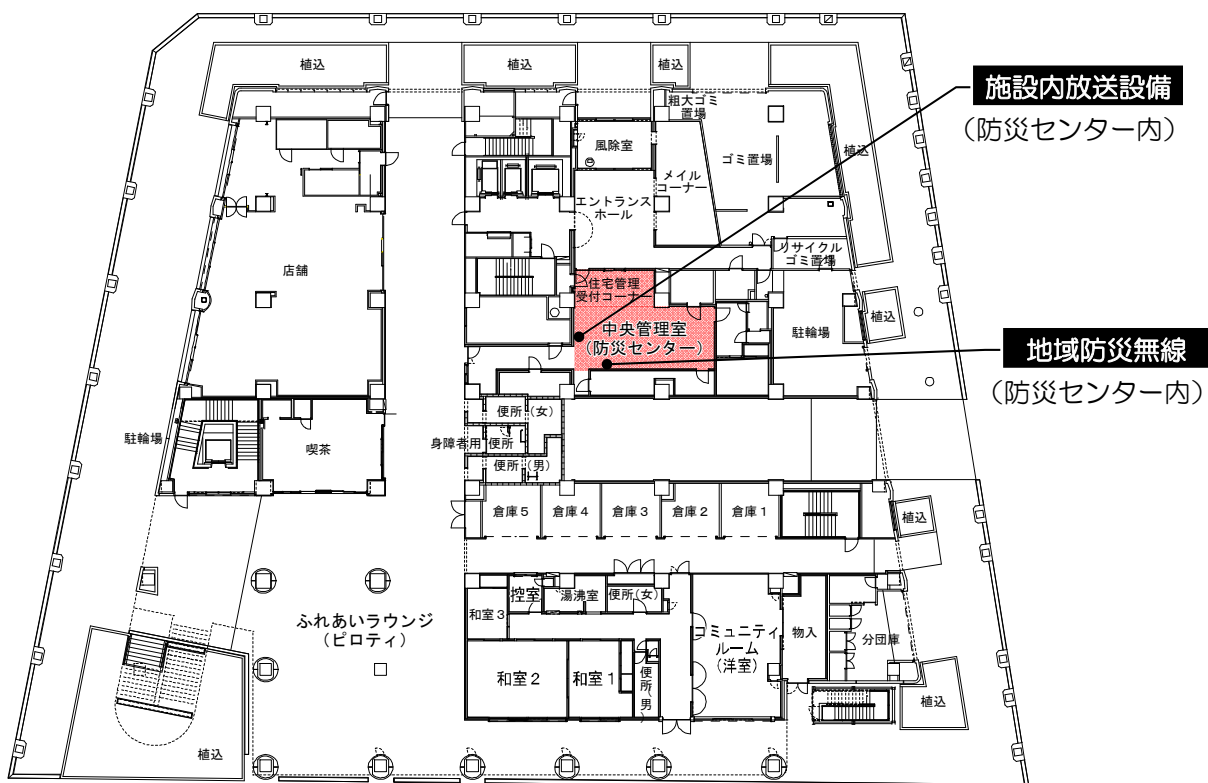 植込
植込
植込
施設内放送設備
（防災センター内）
粗大ゴミ
置場
風除室
ゴミ置場
植込
メイル
コーナー
エントランス
ホール
リサイクル
ゴミ置場
店舗
住宅管理
受付コーナー
植込
駐輪場
中央管理室
（防災センター）
地域防災無線
（防災センター内）
便所（女）
駐輪場
喫茶
身障者用 便所
便所（男）
倉庫５
倉庫４
倉庫３
倉庫２
倉庫１
植込
控室
湯沸室
便所（女）
和室３
ふれあいラウンジ
（ピロティ）
コミュニティ
ルーム
（洋室）
物入
分団庫
和室２
和室１
便所（男）
植込
植込